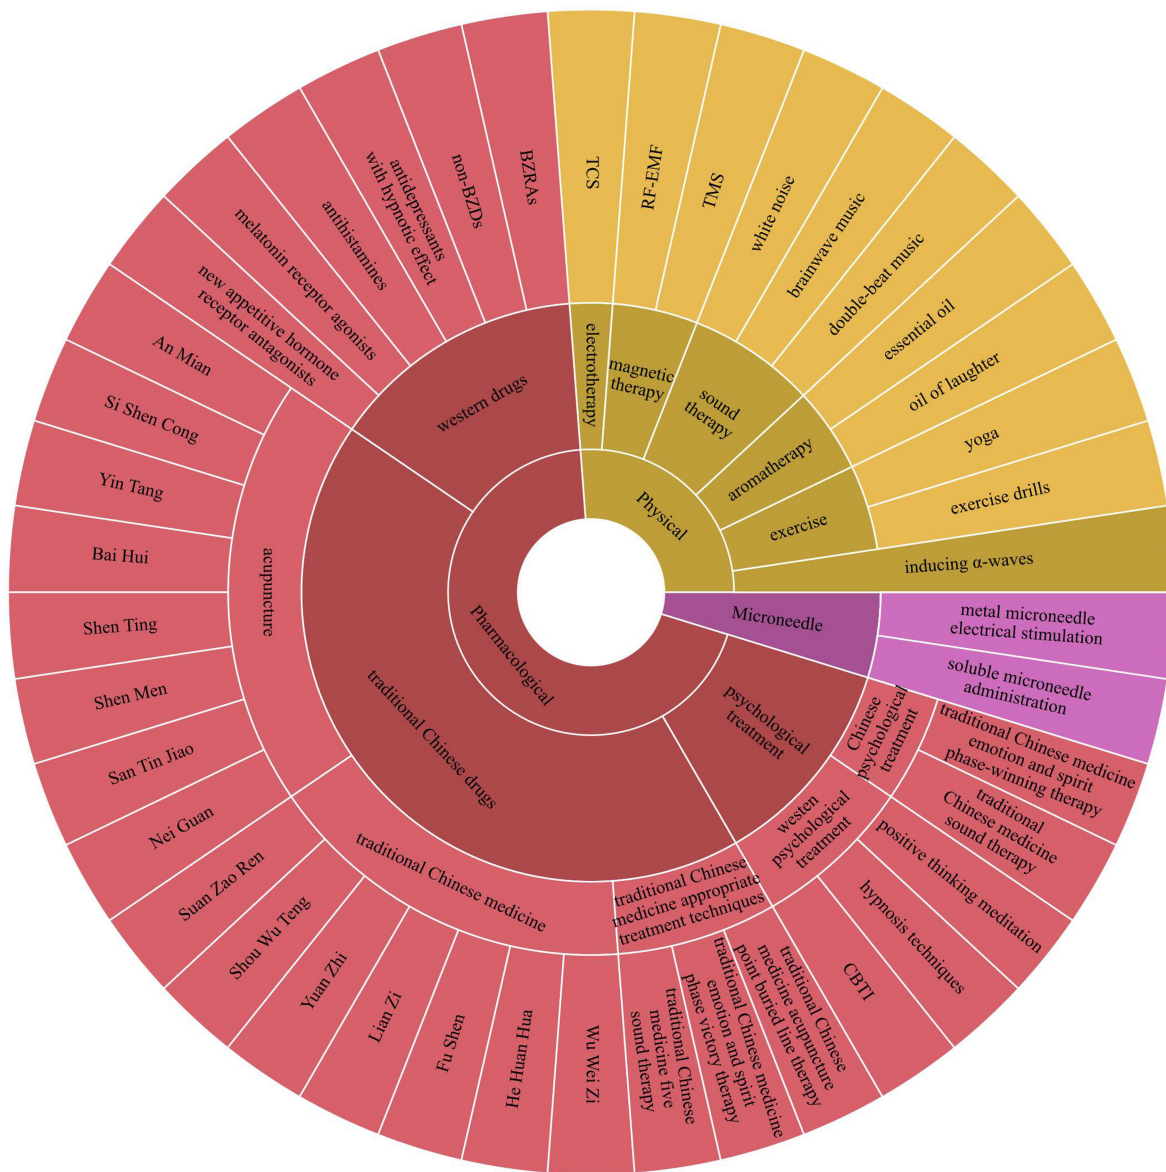 Physical
electrotherapy
TCS
magnetic
therapy
RF-EMF
TMS
sound
therapy
white noise
brainwave music
double-beat music
aromatherapy
essential oil
oil of laughter
exercise
yoga
exercise drills
inducing α-waves
Microneedle
metal microneedle
electrical stimulation
soluble microneedle
administration
Pharmacological
psychological
treatment
Chinese
psychological
treatment
traditional Chinese medicine
emotion and spirit
phase-winning therapy
traditional
Chinese medicine
sound therapy
westen
psychological
treatment
positive thinking meditation
hypnosis techniques
CBTI
traditional Chinese drugs
traditional Chinese
medicine appropriate
treatment techniques
traditional Chinese
medicine acupuncture
point buried line therapy
traditional Chinese medicine
emotion and spirit
phase victory therapy
traditional Chinese
medicine five
sound therapy
traditional Chinese medicine
Wu Wei Zi
He Huan Hua
Fu Shen
Lian Zi
Yuan Zhi
Shou Wu Teng
Suan Zao Ren
acupuncture
Nei Guan
San Tin Jiao
Shen Men
Shen Ting
Bai Hui
Yin Tang
Si Shen Cong
An Mian
western drugs
new appetitive hormone
receptor antagonists
melatonin receptor agonists
antihistamines
antidepressants
with hypnotic effect
non-BZDs
BZRAs